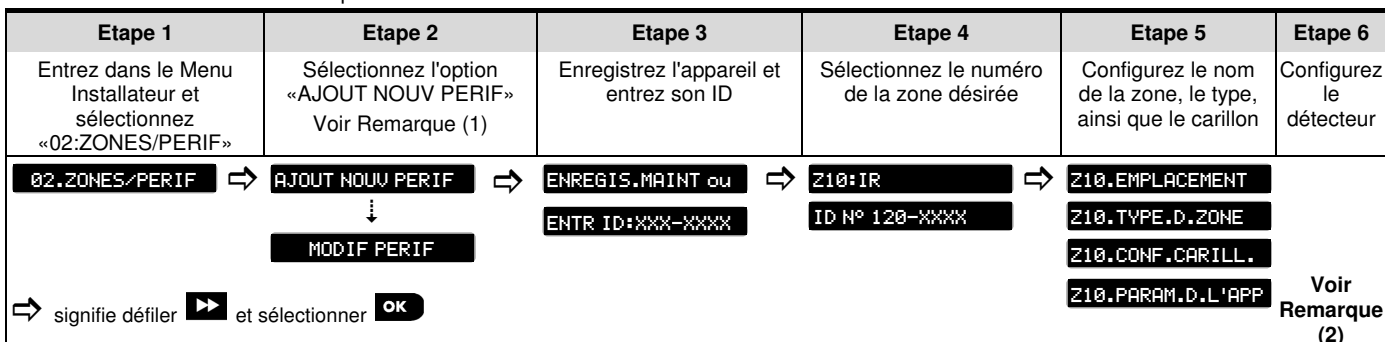 Etape 1
Entrez dans le Menu
Installateur et
sélectionnez
«02:ZONES/PERIF»
Etape 2
Sélectionnez l'option
«AJOUT NOUV PERIF»
Voir Remarque (1)
Etape 3
Enregistrez l'appareil et
entrez son ID
Etape 4
Sélectionnez le numéro
de la zone désirée
Etape 5
Configurez le nom
de la zone, le type,
ainsi que le carillon
Etape 6
Configurez
le
détecteur
02.ZONES/PERIF
AJOUT NOUV PERIF
MODIF PERIF
ENREGIS.MAINT ou
ENTR ID:XXX-XXXX
Z10:IR
ID Nº 120-XXXX
Z10.EMPLACEMENT
Z10.TYPE.D.ZONE
Z10.CONF.CARILL.
Z10.PARAM.D.L'APP
Voir
Remarque
(2)
signifie défiler et sélectionner OK